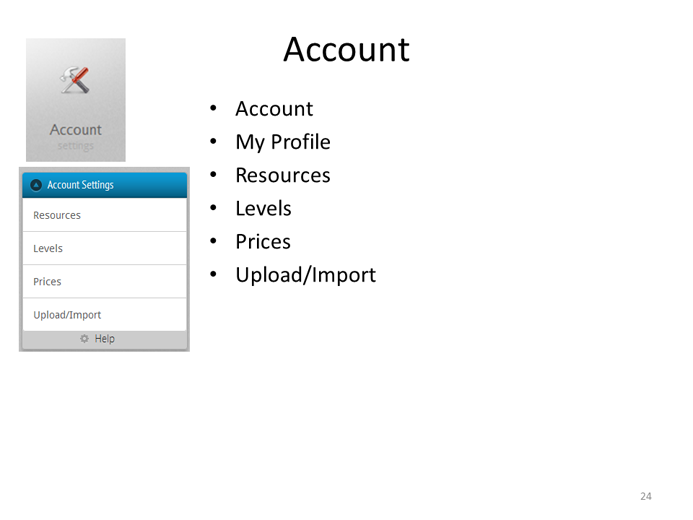 Account
Account
settings
Account Settings
Resources
Levels
Prices
Upload/Import
Help
• Account
• My Profile
• Resources
• Levels
• Prices
• Upload/Import
24